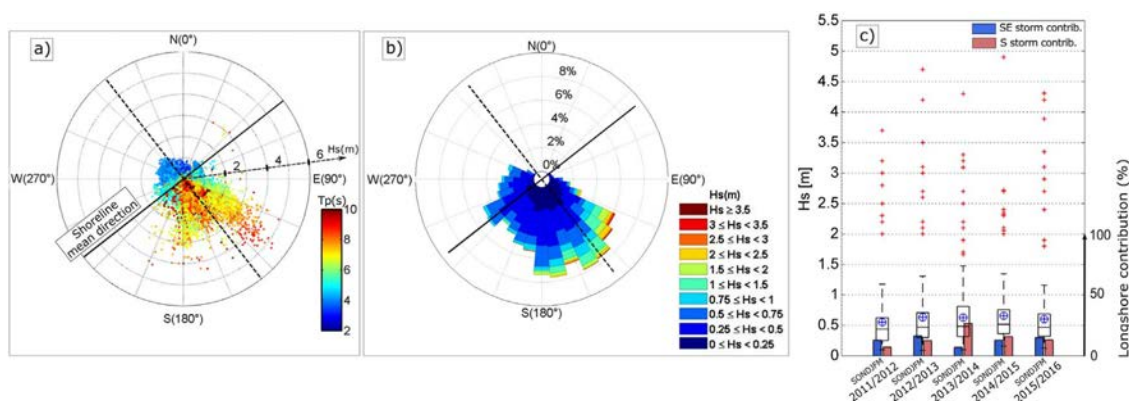 a)
N(0°)
Hs(m)
2
4
6
W(270°)
E(90°)
Tp(s)
10
8
6
4
2
Shoreline
mean direction
S(180°)
b)
N(0°)
8%
6%
4%
2%
0%
W(270°)
E(90°)
S(180°)
Hs(m)
Hs ≥ 3.5
3 ≤ Hs < 3.5
2.5 ≤ Hs < 3
2 ≤ Hs < 2.5
1.5 ≤ Hs < 2
1 ≤ Hs < 1.5
0.75 ≤ Hs < 1
0.5 ≤ Hs < 0.75
0.25 ≤ Hs < 0.5
0 ≤ Hs < 0.25
c)
SE storm contrib.
S storm contrib.
Hs [m]
5.5
5
4.5
4
3.5
3
2.5
2
1.5
1
0.5
0
Longshore contribution (%)
100
50
0
SONDJFM
2011/2012
SONDJFM
2012/2013
SONDJFM
2013/2014
SONDJFM
2014/2015
SONDJFM
2015/2016